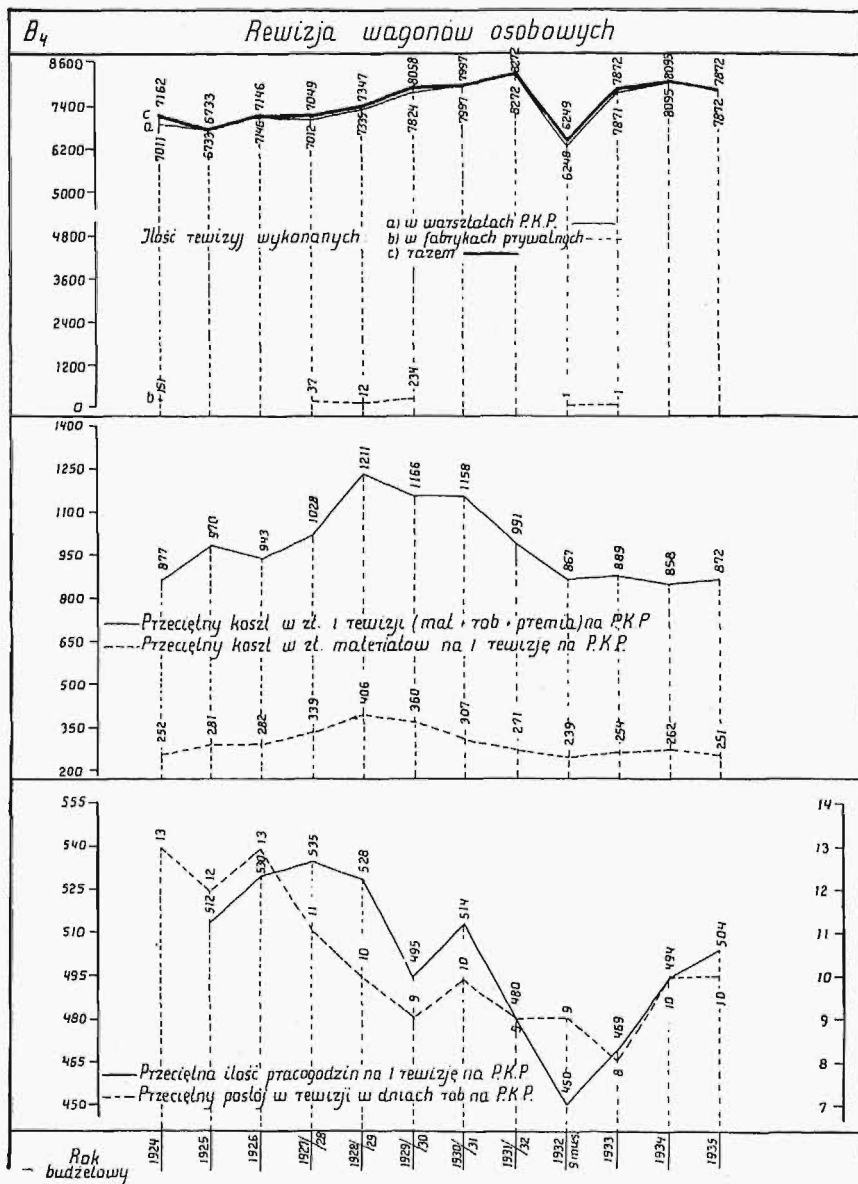 B4 Rewizja wagonów osobowych
8600
7400
6200
5000
4800
3600
2400
1200
0
c
a
b
7162 6733 7146 7049 7347 8058 7997 8272 6249 7872 8095 7872
7011 6733 7146 7012 7335 7824 7997 8272 6248 7871 8095 7872
Ilość rewizyj wykonanych
a) w warsztatach P.K.P.
b) w fabrykach prywatnych
c) razem
151 37 12 234 1 1
1400
1250
1100
950
800
650
500
350
200
877 970 943 1028 1211 1166 1158 991 867 889 858 872
Przeciętny koszt w zł. 1 rewizji (mat + rob + premia) na P.K.P
Przeciętny koszt w zł. materiałów na 1 rewizję na P.K.P.
252 281 282 339 406 360 307 271 239 254 262 251
555
540
525
510
495
480
465
450
14
13
12
11
10
9
8
7
13 12 13 11 10 9 10 9 9 8 10 10
512 530 535 528 495 514 480 450 469 494 504
Przeciętna ilość pracogodzin na 1 rewizję na P.K.P
Przeciętny postój w rewizji w dniach rob na P.K.P.
Rok budżetowy
1924 1925 1926 1927/28 1928/29 1929/30 1930/31 1931/32 1932 9 mies. 1933 1934 1935